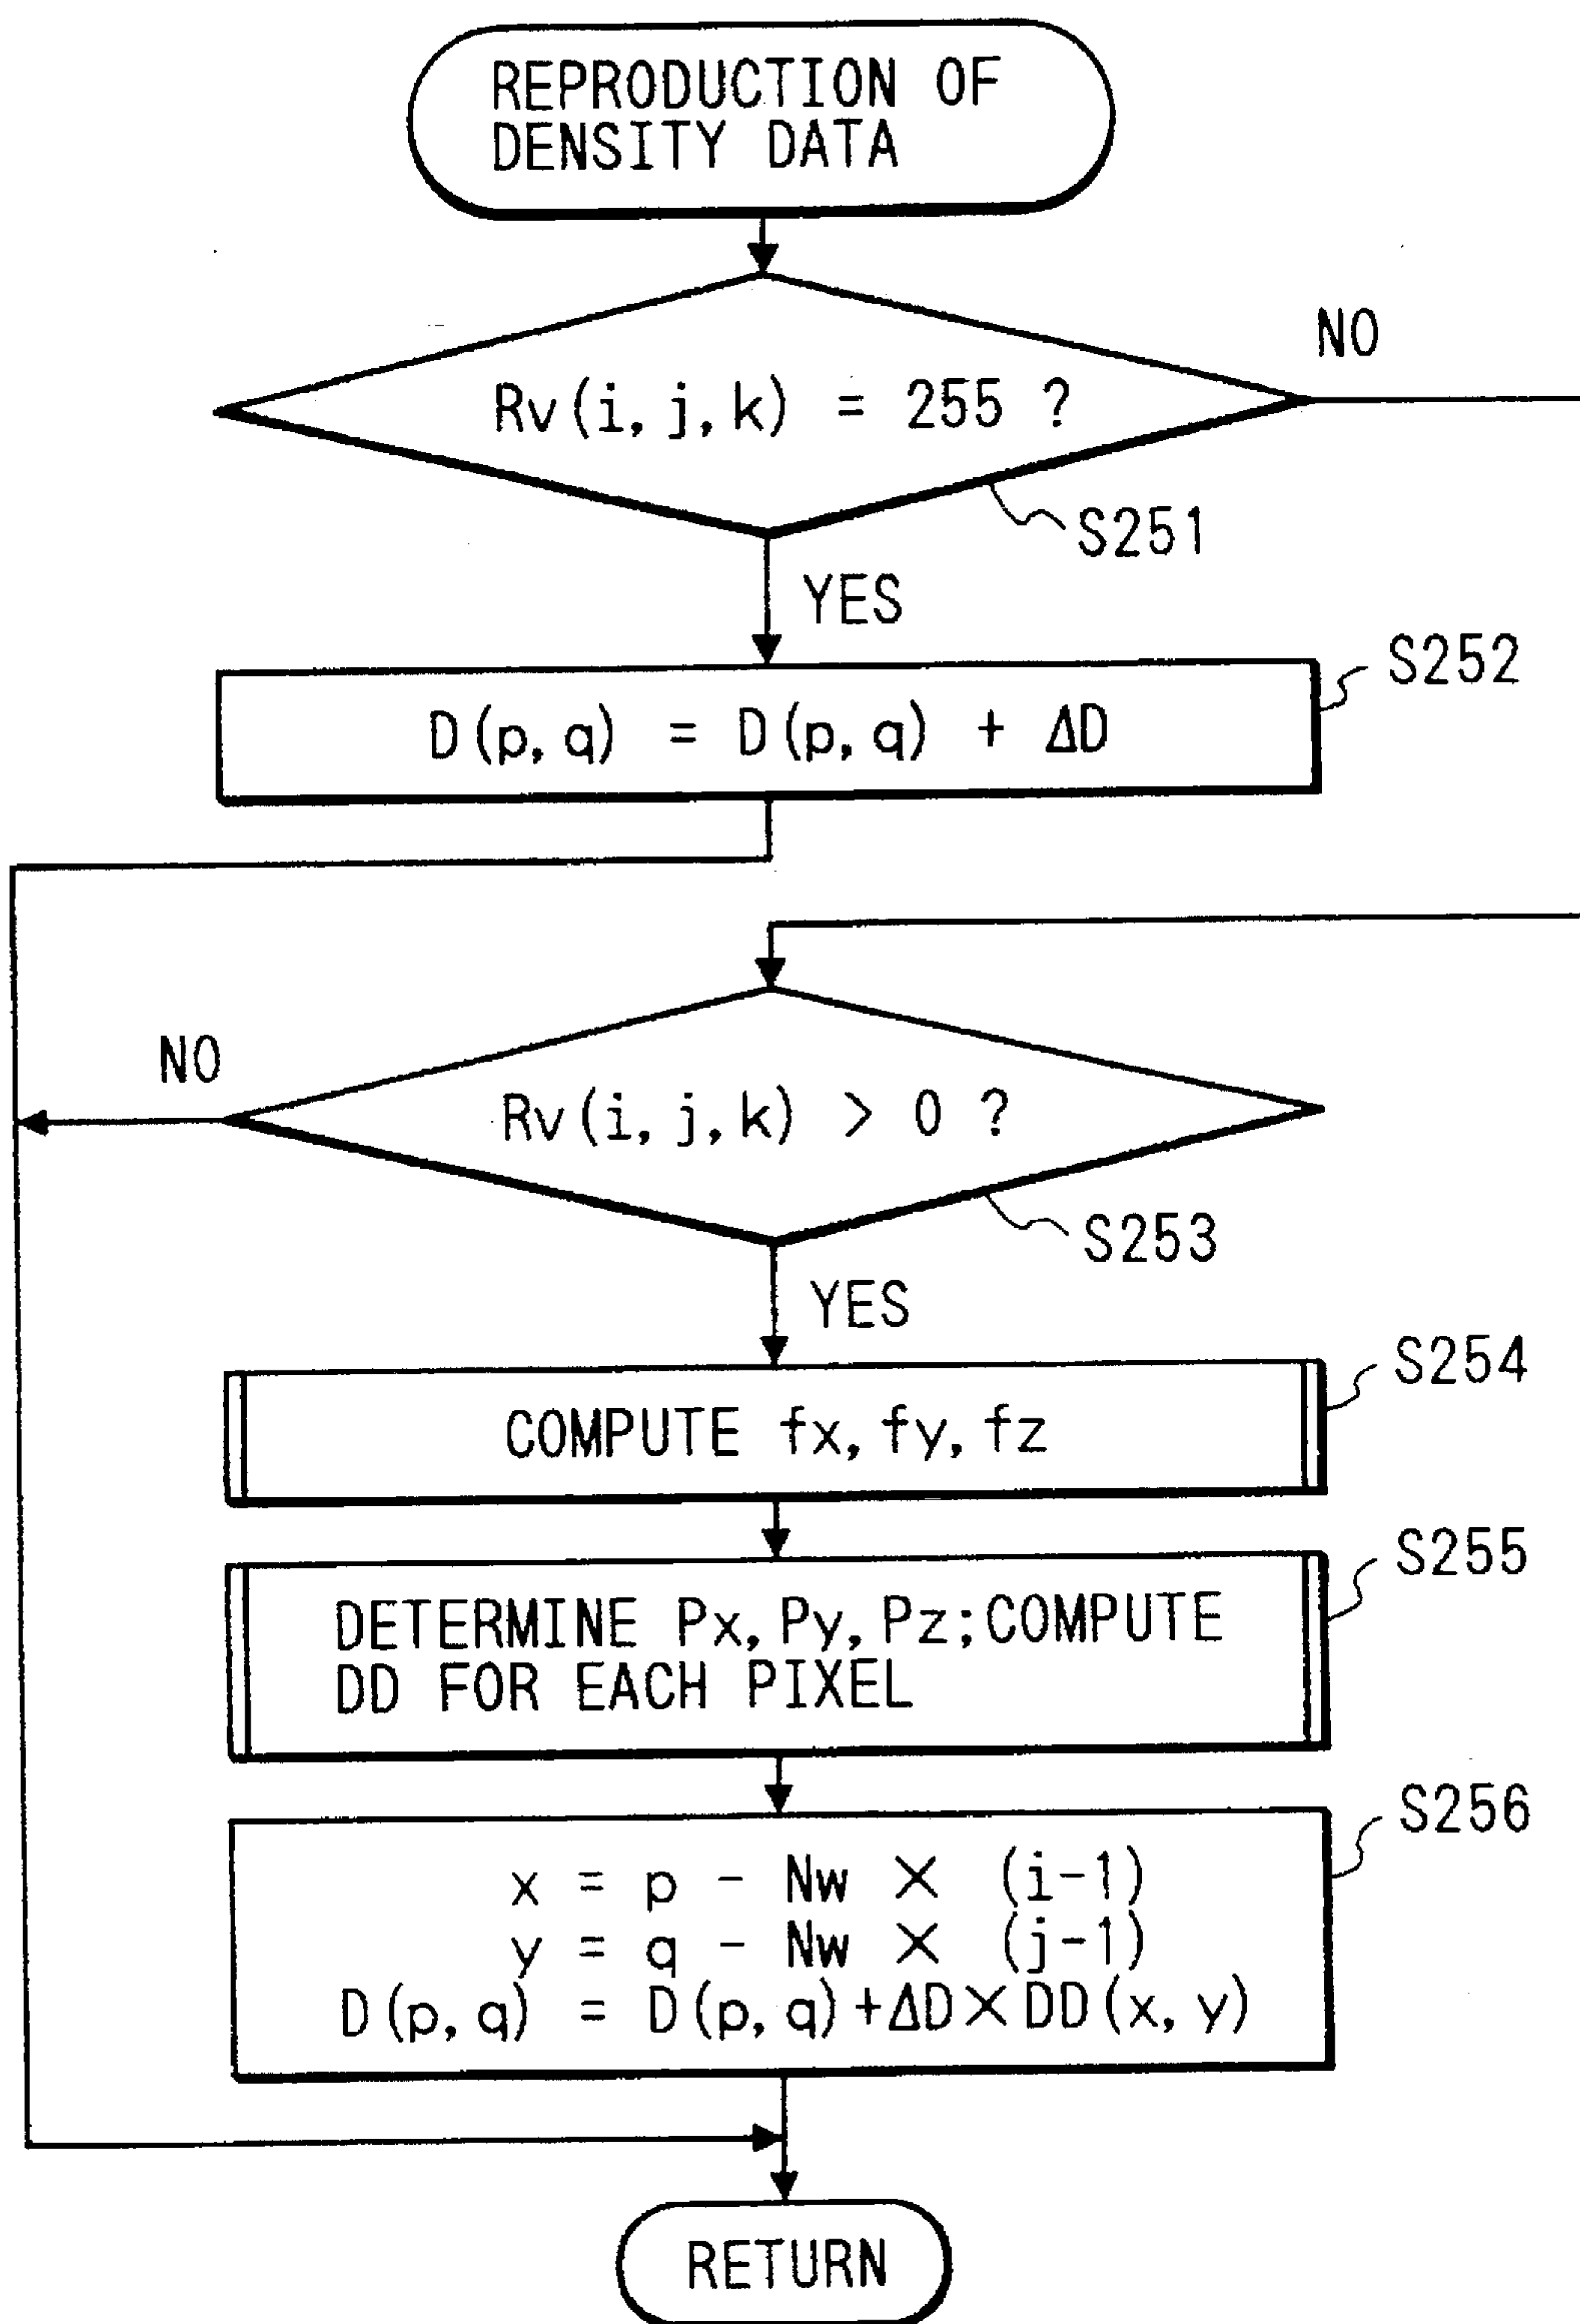 REPRODUCTION OF
DENSITY DATA
NO
Rv(i, j, k) = 255 ?
S251
YES
S252
D(p, q) = D(p, q) + ΔD
NO
Rv(i, j, k) > 0 ?
S253
YES
S254
COMPUTE fx, fy, fz
S255
DETERMINE Px, Py, Pz;COMPUTE
DD FOR EACH PIXEL
S256
x = p - Nw × (i-1)
y = q - Nw × (j-1)
D(p, q) = D(p, q)+ΔD×DD(x, y)
RETURN